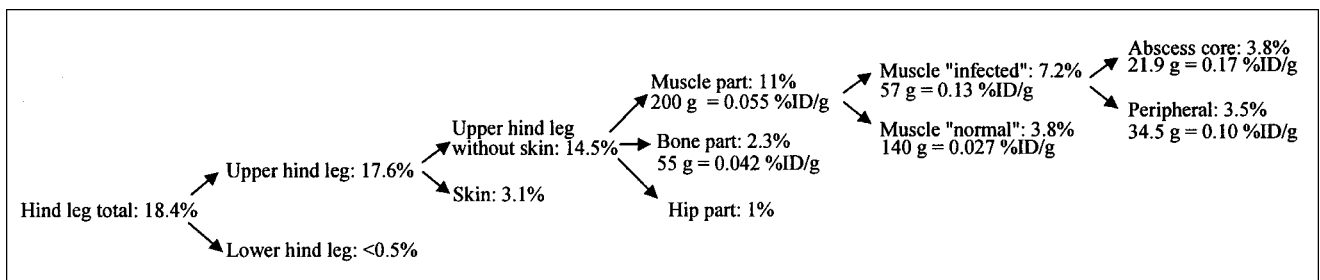 Hind leg total: 18.4%
Upper hind leg: 17.6%
Lower hind leg: <0.5%
Upper hind leg
without skin: 14.5%
Skin: 3.1%
Muscle part: 11%
200 g = 0.055 %ID/g
Bone part: 2.3%
55 g = 0.042 %ID/g
Hip part: 1%
Muscle "infected": 7.2%
57 g = 0.13 %ID/g
Muscle "normal": 3.8%
140 g = 0.027 %ID/g
Abscess core: 3.8%
21.9 g = 0.17 %ID/g
Peripheral: 3.5%
34.5 g = 0.10 %ID/g